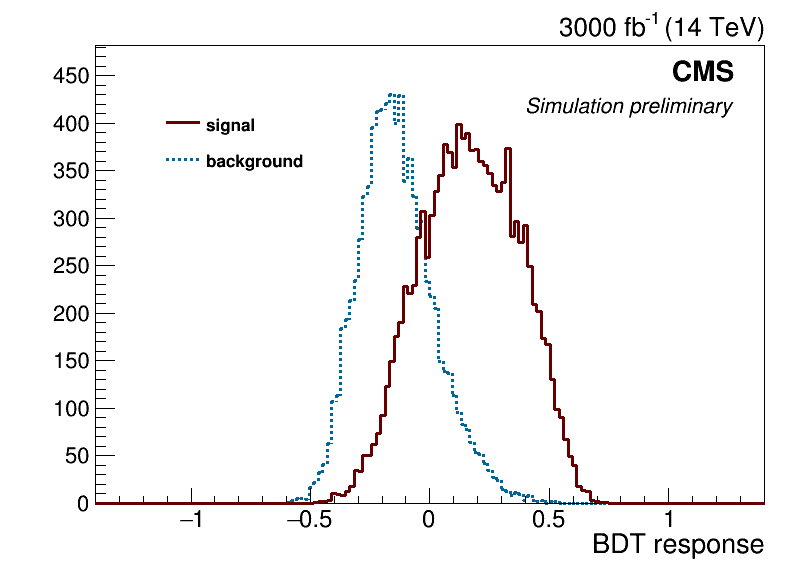 3000 fb⁻¹ (14 TeV)
CMS
Simulation preliminary
signal
background
450
400
350
300
250
200
150
100
50
0
−1 −0.5 0 0.5 1
BDT response